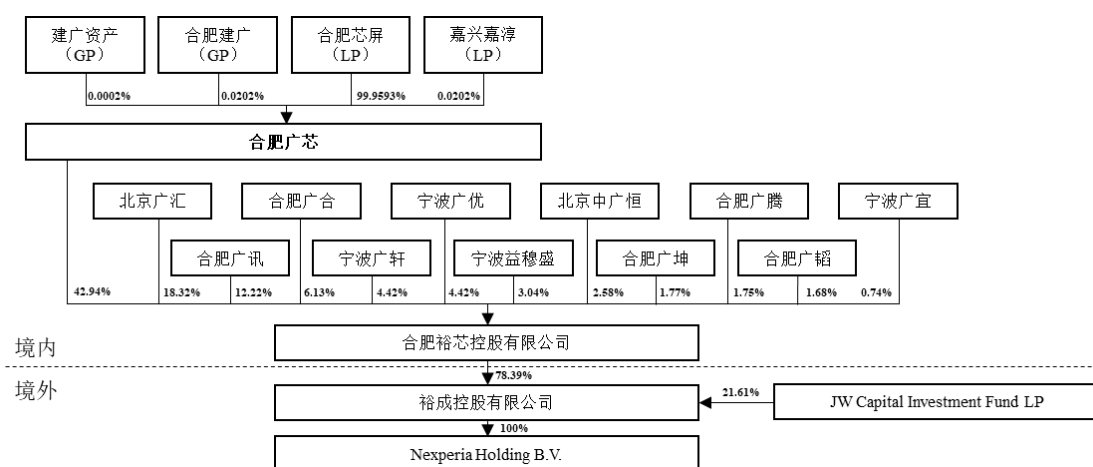 建广资产
（GP）
合肥建广
（GP）
合肥芯屏
（LP）
嘉兴嘉淳
（LP）
0.0002%
0.0202%
99.9593%
0.0202%
合肥广芯
北京广汇
合肥广合
宁波广优
北京中广恒
合肥广腾
宁波广宜
合肥广讯
宁波广轩
宁波益穆盛
合肥广坤
合肥广韬
42.94%
18.32%
12.22%
6.13%
4.42%
4.42%
3.04%
2.58%
1.77%
1.75%
1.68%
0.74%
合肥裕芯控股有限公司
境内
境外
78.39%
裕成控股有限公司
21.61%
JW Capital Investment Fund LP
100%
Nexperia Holding B.V.